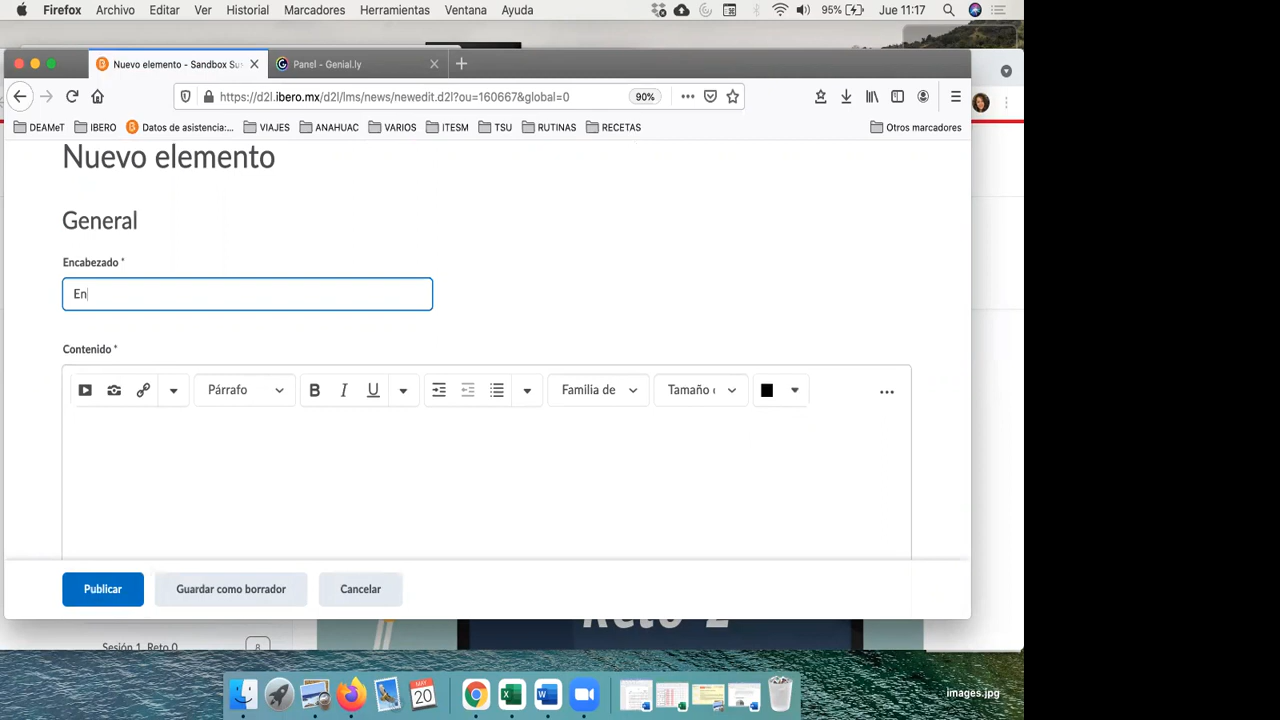 Firefox Archivo Editar Ver Historial Marcadores Herramientas Ventana Ayuda 95% Jue 11:17
Nuevo elemento - Sandbox Su
Panel - Genial.ly
https://d2l.ibero.mx/d2l/lms/news/newedit.d2l?ou=160667&global=0 90%
DEAMeT IBERO Datos de asistencia:... VIAJES ANAHUAC VARIOS ITESM TSU RUTINAS RECETAS Otros marcadores
Nuevo elemento
General
Encabezado *
En
Contenido *
Párrafo B I U Familia de Tamaño
Publicar Guardar como borrador Cancelar
Reto 2
Sesión 1. Reto 0 8
MAY
20
images.jpg